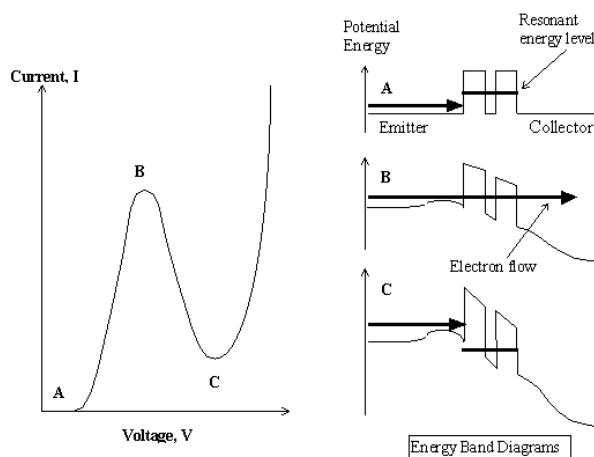 Current, I
A
B
C
Voltage, V
Potential
Energy
Resonant
energy level
A
Emitter
Collector
B
Electron flow
C
Energy Band Diagrams